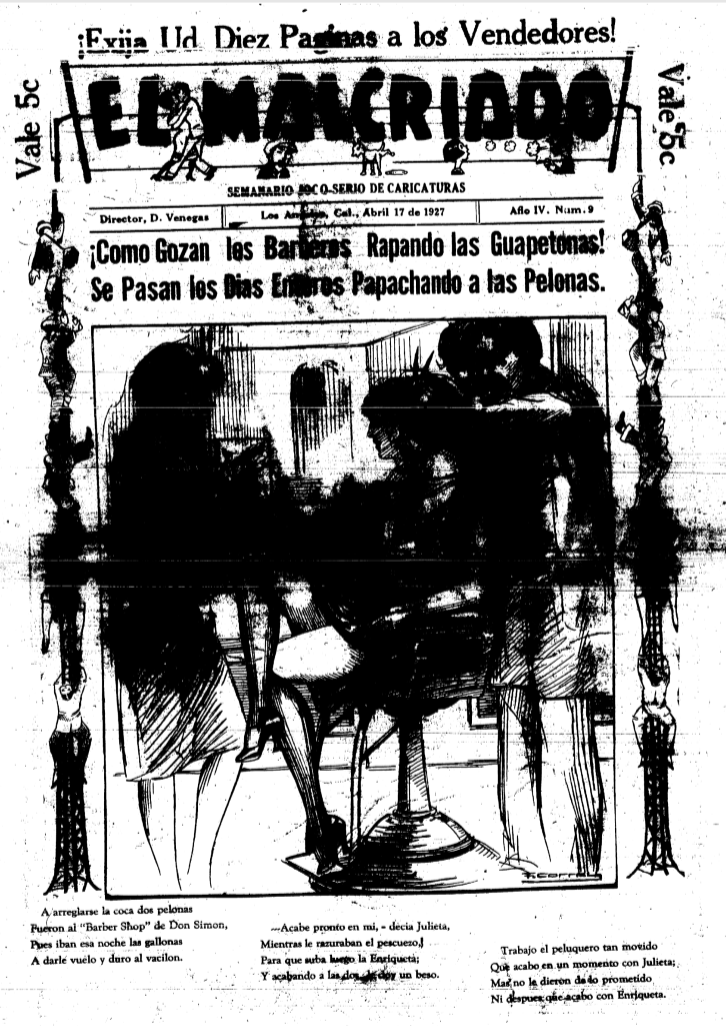 ¡Exija Ud Diez Paginas a los Vendedores!
Vale 5c
EL MALCRIADO
Vale 5c
SEMANARIO JOCO-SERIO DE CARICATURAS
Director, D. Venegas
Los Angeles, Cal., Abril 17 de 1927
Año IV. Num. 9
¡Como Gozan los Barberos Rapando las Guapetonas!
Se Pasan los Dias Enteros Papachando a las Pelonas.
A arreglarse la coca dos pelonas
Fueron al "Barber Shop" de Don Simon,
Pues iban esa noche las gallonas
A darle vuelo y duro al vacilon.
—Acabe pronto en mi, - decia Julieta,
Mientras le razuraban el pescuezo,
Para que suba luego la Enriqueta;
Y acabando a las dos, le doy un beso.
Trabajo el peluquero tan movido
Que acabo en un momento con Julieta;
Mas no le dieron da lo prometido
Ni despues que acabo con Enriqueta.